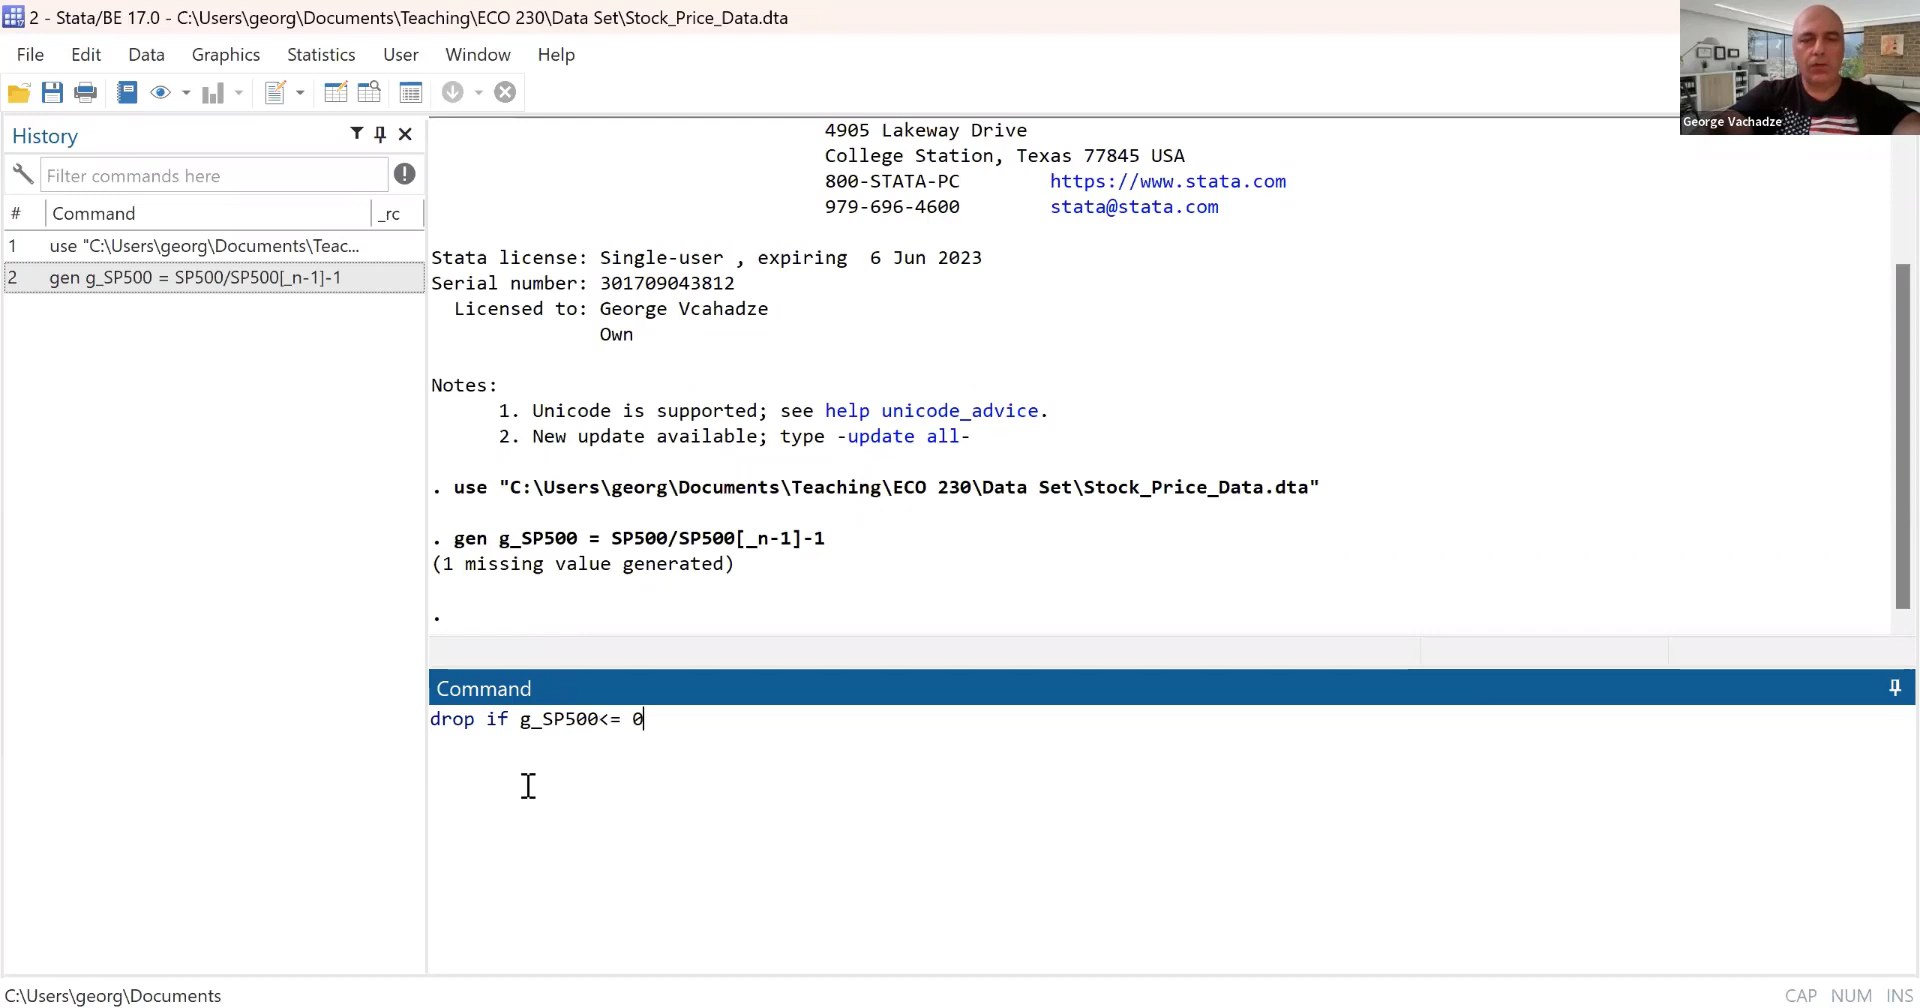 2 - Stata/BE 17.0 - C:\Users\georg\Documents\Teaching\ECO 230\Data Set\Stock_Price_Data.dta
File Edit Data Graphics Statistics User Window Help
George Vachadze
History
Filter commands here
# Command _rc
1 use "C:\Users\georg\Documents\Teac...
2 gen g_SP500 = SP500/SP500[_n-1]-1
4905 Lakeway Drive
College Station, Texas 77845 USA
800-STATA-PC https://www.stata.com
979-696-4600 stata@stata.com
Stata license: Single-user , expiring 6 Jun 2023
Serial number: 301709043812
Licensed to: George Vcahadze
Own
Notes:
1. Unicode is supported; see help unicode_advice.
2. New update available; type -update all-
. use "C:\Users\georg\Documents\Teaching\ECO 230\Data Set\Stock_Price_Data.dta"
. gen g_SP500 = SP500/SP500[_n-1]-1
(1 missing value generated)
.
Command
drop if g_SP500<= 0
C:\Users\georg\Documents
CAP NUM INS